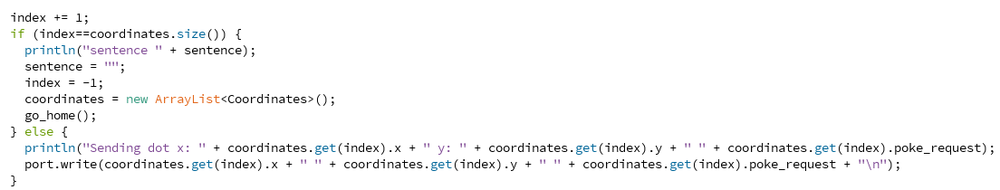 index += 1;
if (index==coordinates.size()) {
  println("sentence " + sentence);
  sentence = "";
  index = -1;
  coordinates = new ArrayList<Coordinates>();
  go_home();
} else {
  println("Sending dot x: " + coordinates.get(index).x + " y: " + coordinates.get(index).y + " " + coordinates.get(index).poke_request);
  port.write(coordinates.get(index).x + " " + coordinates.get(index).y + " " + coordinates.get(index).poke_request + "\n");
}